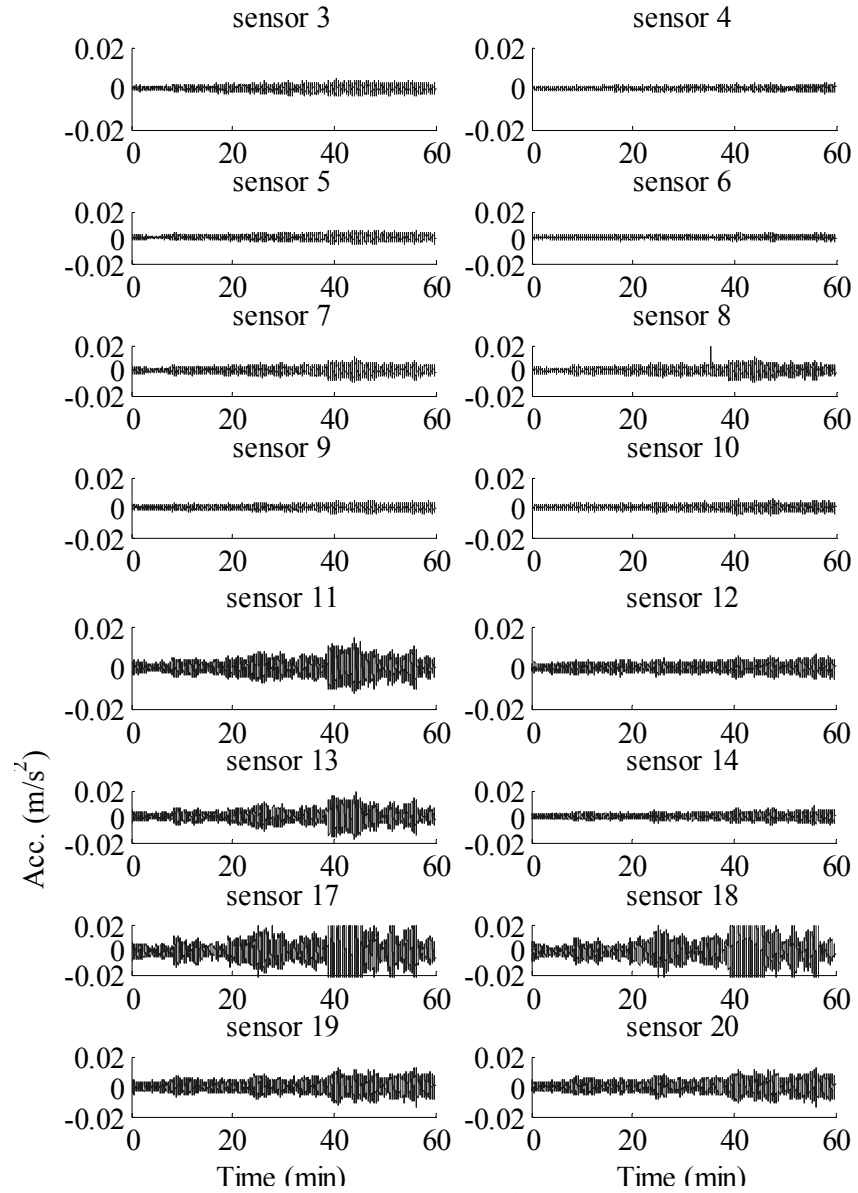 sensor 3 sensor 4
0.02 0.02
0 0
-0.02 -0.02
0 20 40 60 0 20 40 60
sensor 5 sensor 6
0.02 0.02
0 0
-0.02 -0.02
0 20 40 60 0 20 40 60
sensor 7 sensor 8
0.02 0.02
0 0
-0.02 -0.02
0 20 40 60 0 20 40 60
sensor 9 sensor 10
0.02 0.02
0 0
-0.02 -0.02
0 20 40 60 0 20 40 60
sensor 11 sensor 12
0.02 0.02
0 0
-0.02 -0.02
0 20 40 60 0 20 40 60
sensor 13 sensor 14
0.02 0.02
0 0
-0.02 -0.02
0 20 40 60 0 20 40 60
Acc. (m/s²)
sensor 17 sensor 18
0.02 0.02
0 0
-0.02 -0.02
0 20 40 60 0 20 40 60
sensor 19 sensor 20
0.02 0.02
0 0
-0.02 -0.02
0 20 40 60 0 20 40 60
Time (min) Time (min)